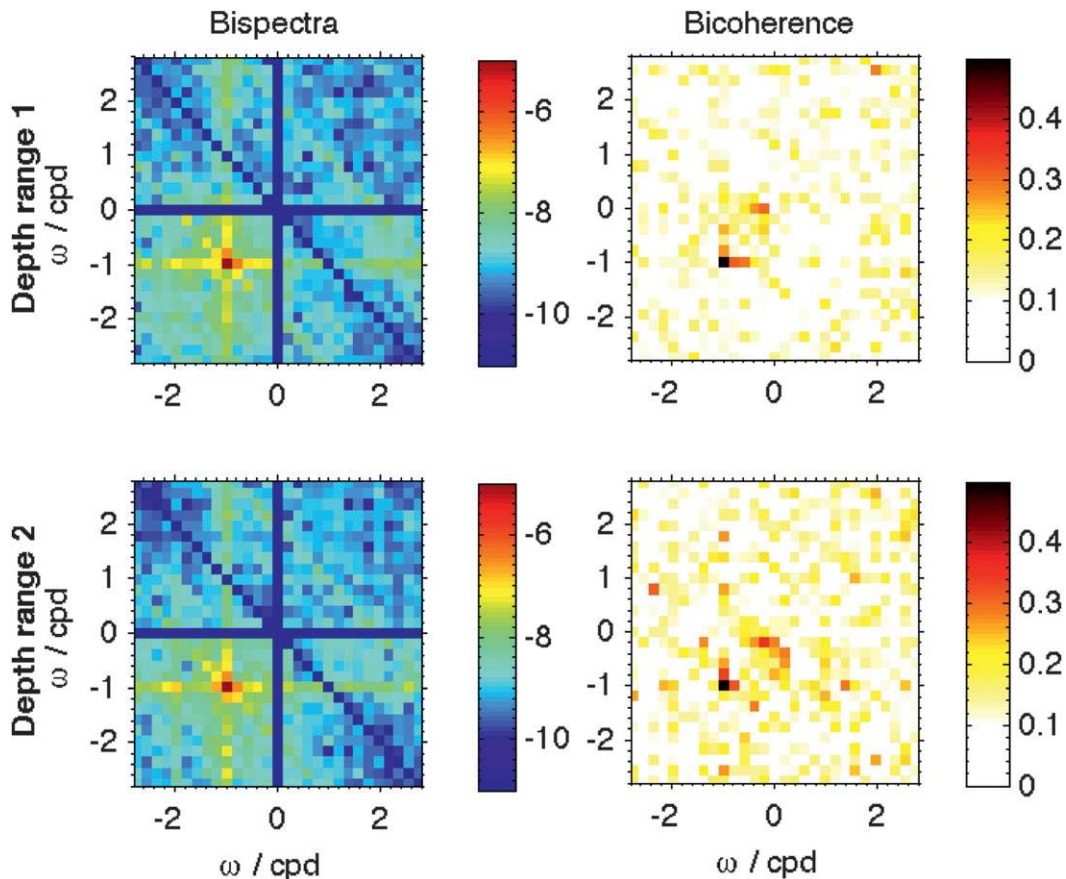 Bispectra
Bicoherence
Depth range 1
ω / cpd
2
0
-1
-2
-2 0 2
-6
-8
-10
2
1
0
-1
-2
-2 0 2
0.4
0.3
0.2
0.1
0
Depth range 2
ω / cpd
2
1
0
-1
-2
-2 0 2
ω / cpd
-6
-8
-10
2
1
0
-1
-2
-2 0 2
ω / cpd
0.4
0.3
0.2
0.1
0